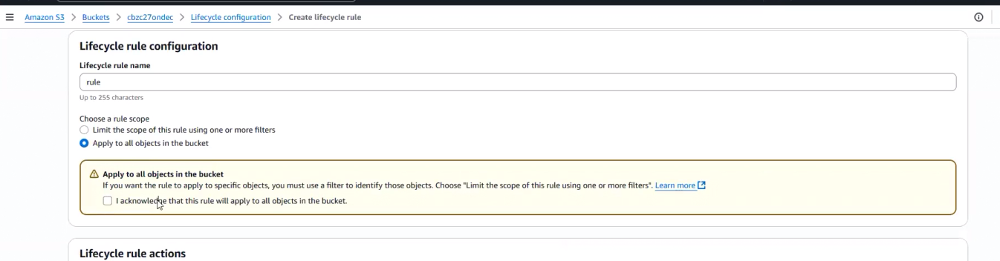 Amazon S3 > Buckets > cbzc27ondec > Lifecycle configuration > Create lifecycle rule
Lifecycle rule configuration
Lifecycle rule name
rule
Up to 255 characters
Choose a rule scope
Limit the scope of this rule using one or more filters
Apply to all objects in the bucket
Apply to all objects in the bucket
If you want the rule to apply to specific objects, you must use a filter to identify those objects. Choose "Limit the scope of this rule using one or more filters". Learn more
I acknowledge that this rule will apply to all objects in the bucket.
Lifecycle rule actions